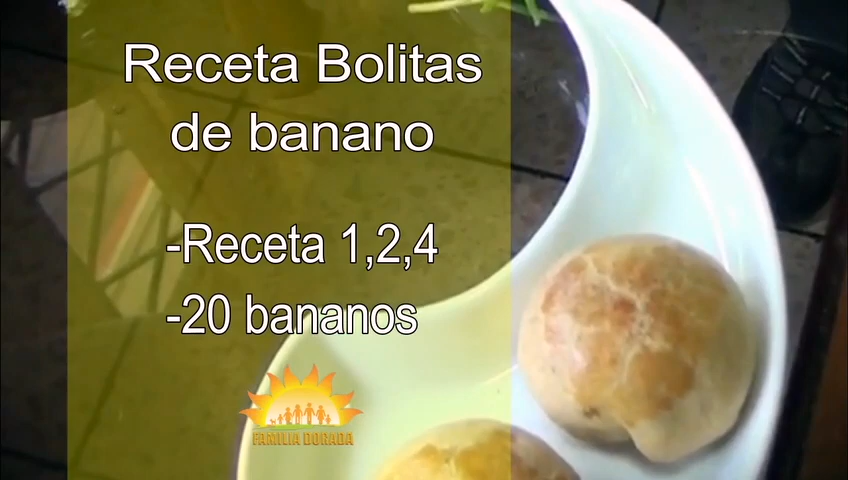 Receta Bolitas
de banano
-Receta 1,2,4
-20 bananos
FAMILIA DORADA